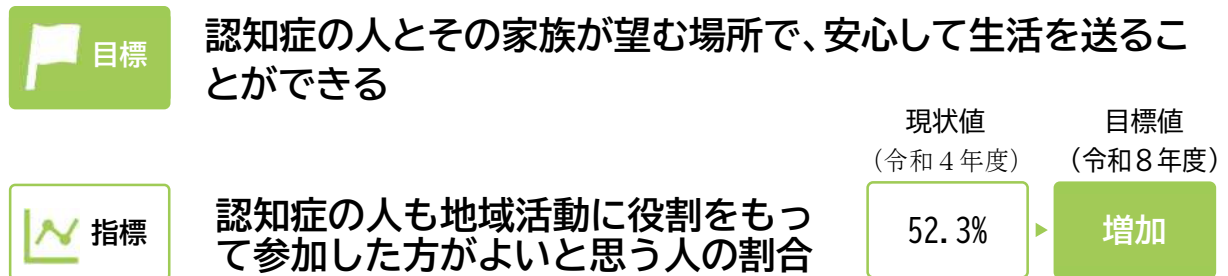 目標
認知症の人とその家族が望む場所で、安心して生活を送るこ
とができる
現状値
（令和４年度）
目標値
（令和８年度）
指標
認知症の人も地域活動に役割をもっ
て参加した方がよいと思う人の割合
52.3%
増加